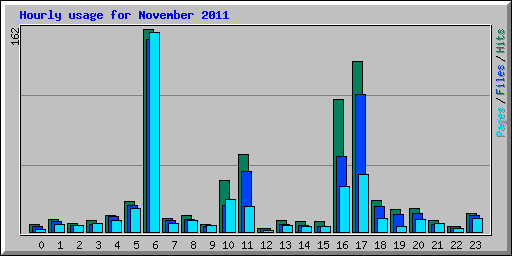 Hourly usage for November 2011
162
Pages/Files/Hits
0 1 2 3 4 5 6 7 8 9 10 11 12 13 14 15 16 17 18 19 20 21 22 23